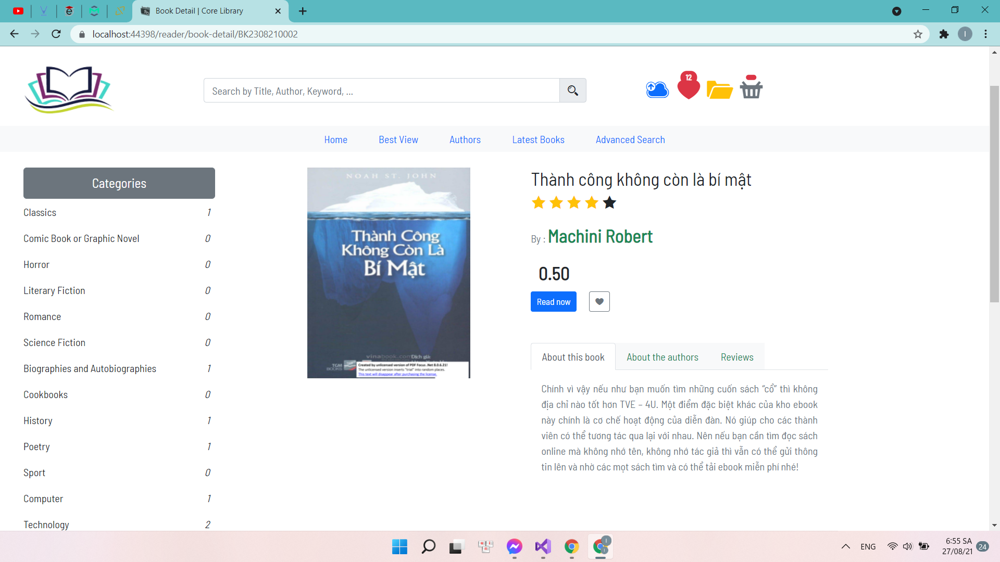 Book Detail | Core Library
localhost:44398/reader/book-detail/BK2308210002
I
Search by Title, Author, Keyword, ...
12
Home
Best View
Authors
Latest Books
Advanced Search
Categories
Classics 1
Comic Book or Graphic Novel 0
Horror 0
Literary Fiction 0
Romance 0
Science Fiction 0
Biographies and Autobiographies 1
Cookbooks 0
History 1
Poetry 1
Sport 0
Computer 1
Technology 2
NOAH ST. JOHN
Thành Công
Không Còn Là
Bí Mật
vinabook.com Dịch giả:
TGM
BOOKS
Created by unlicensed version of PDF Focus .Net 8.0.6.21!
The unlicensed version inserts "trial" into random places.
This text will disappear after purchasing the license.
Thành công không còn là bí mật
By : Machini Robert
0.50
Read now
About this book
About the authors
Reviews
Chính vì vậy nếu như bạn muốn tìm những cuốn sách “cổ” thì không
địa chỉ nào tốt hơn TVE – 4U. Một điểm đặc biệt khác của kho ebook
này chính là cơ chế hoạt động của diễn đàn. Nó giúp cho các thành
viên có thể tương tác qua lại với nhau. Nên nếu bạn cần tìm đọc sách
online mà không nhớ tên, không nhớ tác giả thì vẫn có thể gửi thông
tin lên và nhờ các mọt sách tìm và có thể tải ebook miễn phí nhé!
ENG
6:55 SA
27/08/21
24